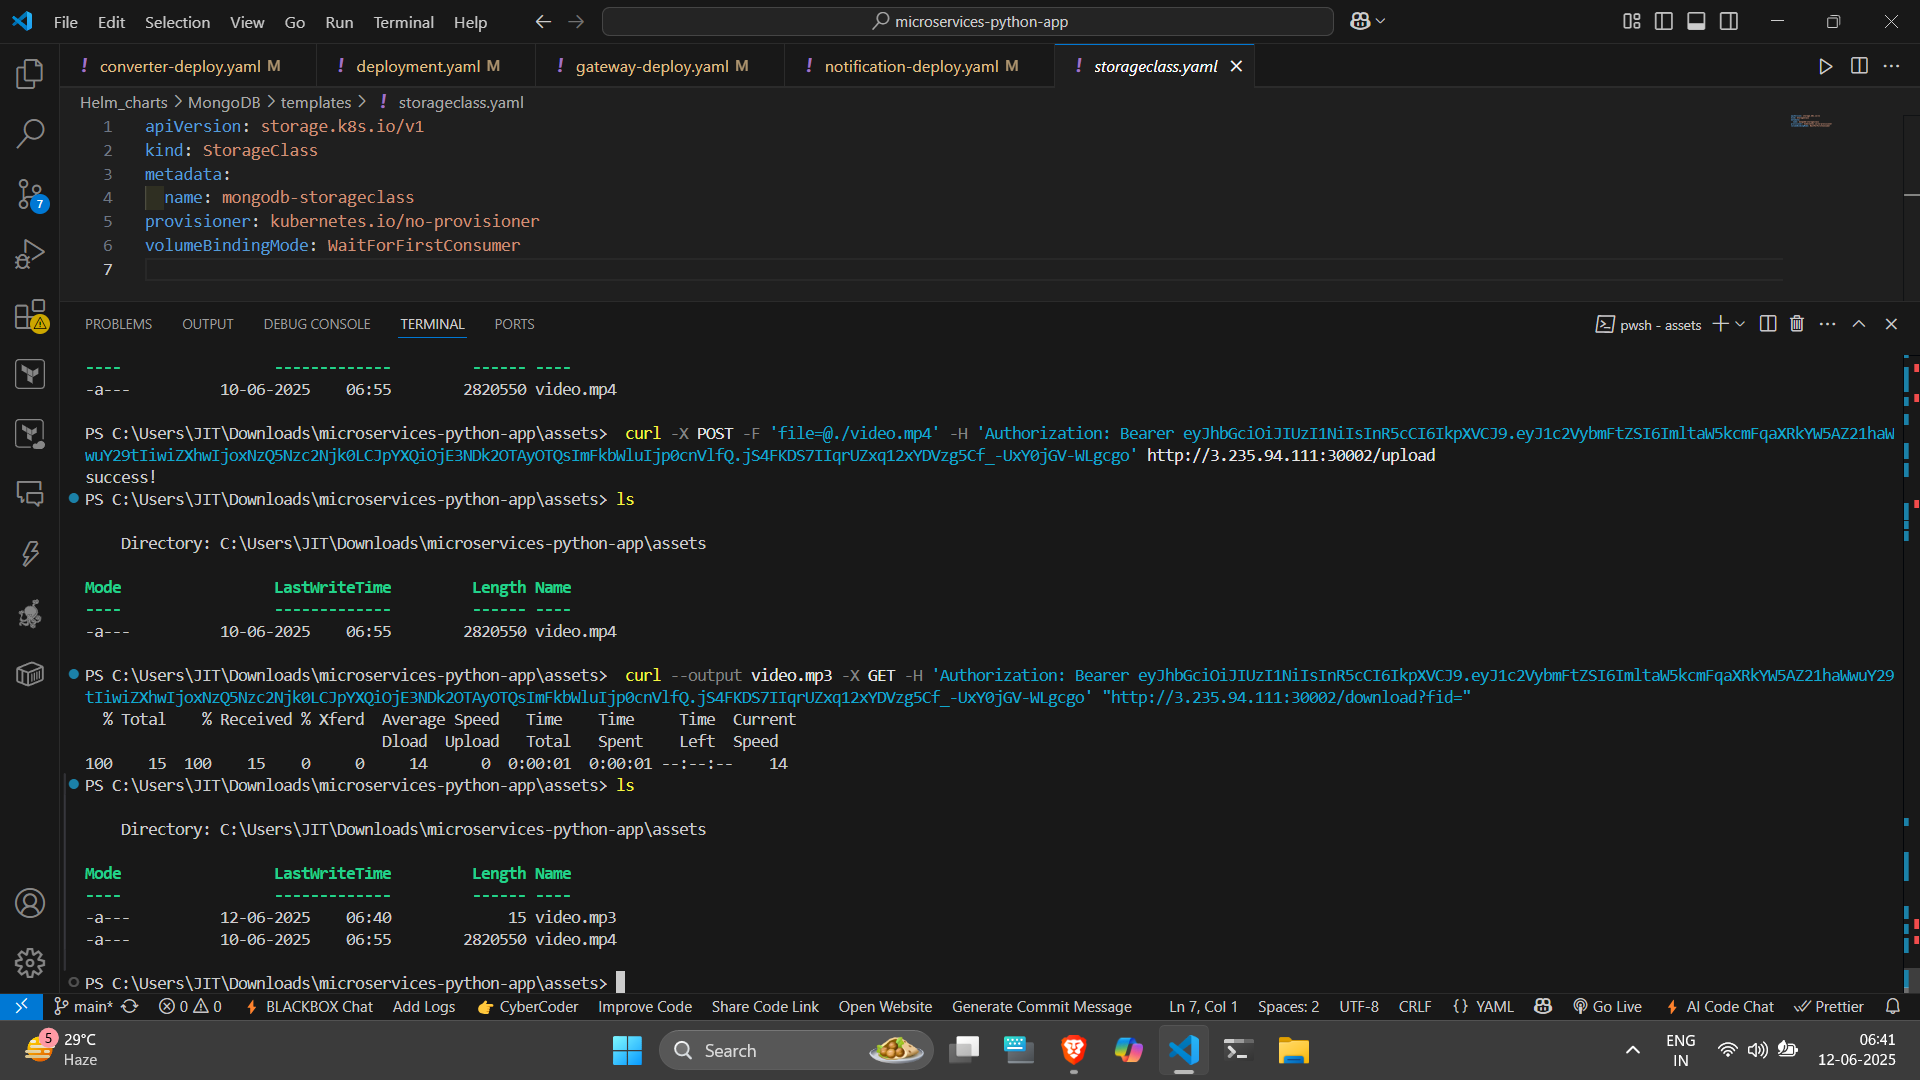 File Edit Selection View Go Run Terminal Help
microservices-python-app
! converter-deploy.yaml M
! deployment.yaml M
! gateway-deploy.yaml M
! notification-deploy.yaml M
! storageclass.yaml
Helm_charts > MongoDB > templates > ! storageclass.yaml
1 apiVersion: storage.k8s.io/v1
2 kind: StorageClass
3 metadata:
4 name: mongodb-storageclass
5 provisioner: kubernetes.io/no-provisioner
6 volumeBindingMode: WaitForFirstConsumer
7
7
PROBLEMS OUTPUT DEBUG CONSOLE TERMINAL PORTS
pwsh - assets
---- ------------- ------ ----
-a--- 10-06-2025 06:55 2820550 video.mp4
PS C:\Users\JIT\Downloads\microservices-python-app\assets> curl -X POST -F 'file=@./video.mp4' -H 'Authorization: Bearer eyJhbGciOiJIUzI1NiIsInR5cCI6IkpXVCJ9.eyJ1c2VybmFtZSI6ImltaW5kcmFqaXRkYW5AZ21haW
wuY29tIiwiZXhwIjoxNzQ5Nzc2Njk0LCJpYXQiOjE3NDk2OTAyOTQsImFkbWluIjp0cnVlfQ.jS4FKDS7IIqrUZxq12xYDVzg5Cf_-UxY0jGV-WLgcgo' http://3.235.94.111:30002/upload
success!
PS C:\Users\JIT\Downloads\microservices-python-app\assets> ls
Directory: C:\Users\JIT\Downloads\microservices-python-app\assets
Mode LastWriteTime Length Name
---- ------------- ------ ----
-a--- 10-06-2025 06:55 2820550 video.mp4
PS C:\Users\JIT\Downloads\microservices-python-app\assets> curl --output video.mp3 -X GET -H 'Authorization: Bearer eyJhbGciOiJIUzI1NiIsInR5cCI6IkpXVCJ9.eyJ1c2VybmFtZSI6ImltaW5kcmFqaXRkYW5AZ21haWwuY29
tIiwiZXhwIjoxNzQ5Nzc2Njk0LCJpYXQiOjE3NDk2OTAyOTQsImFkbWluIjp0cnVlfQ.jS4FKDS7IIqrUZxq12xYDVzg5Cf_-UxY0jGV-WLgcgo' "http://3.235.94.111:30002/download?fid="
% Total % Received % Xferd Average Speed Time Time Time Current
Dload Upload Total Spent Left Speed
100 15 100 15 0 0 14 0 0:00:01 0:00:01 --:--:-- 14
PS C:\Users\JIT\Downloads\microservices-python-app\assets> ls
Directory: C:\Users\JIT\Downloads\microservices-python-app\assets
Mode LastWriteTime Length Name
---- ------------- ------ ----
-a--- 12-06-2025 06:40 15 video.mp3
-a--- 10-06-2025 06:55 2820550 video.mp4
PS C:\Users\JIT\Downloads\microservices-python-app\assets>
main* 0 0 BLACKBOX Chat Add Logs CyberCoder Improve Code Share Code Link Open Website Generate Commit Message Ln 7, Col 1 Spaces: 2 UTF-8 CRLF {} YAML Go Live AI Code Chat Prettier
5
29°C
Haze
Search
ENG
IN
06:41
12-06-2025